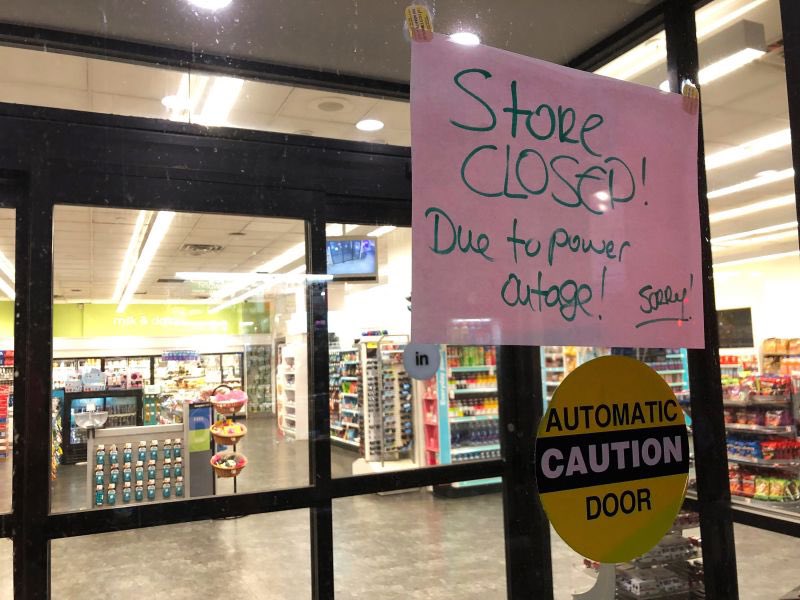 Store
CLOSED!
Due to power
outage! sorry!
milk & dairy
in
AUTOMATIC
CAUTION
DOOR